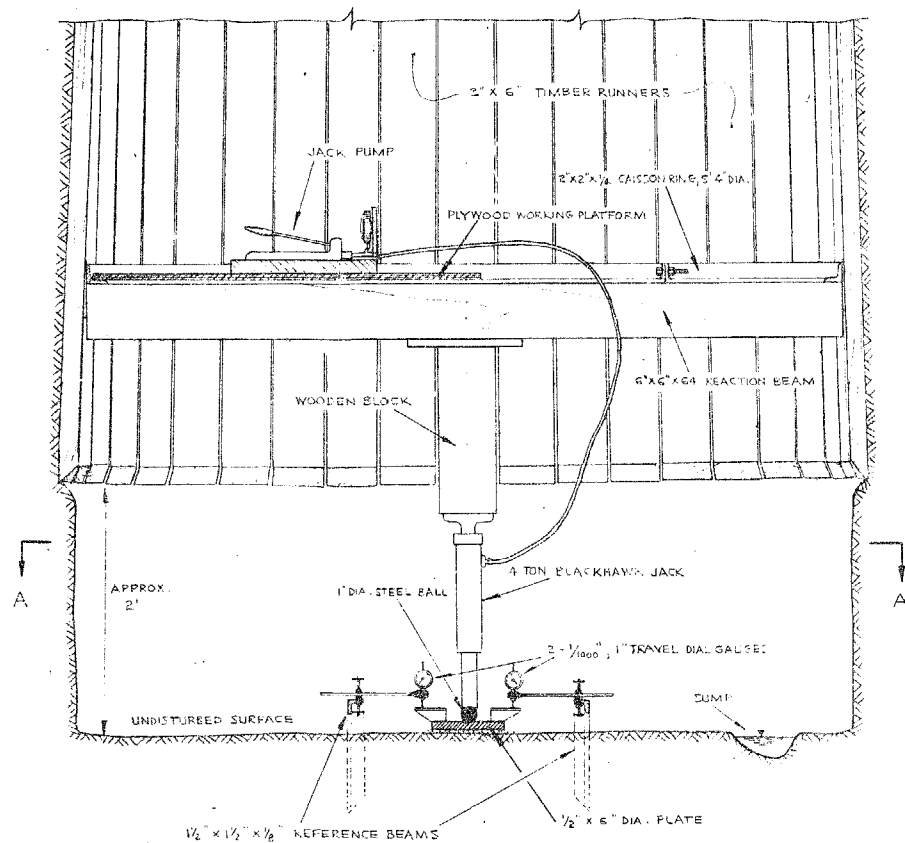 2" X 6" TIMBER RUNNERS
JACK PUMP
2"X2"X¼ CAISSON RING, 5' 4" DIA.
PLYWOOD WORKING PLATFORM
6"X6"X64 REACTION BEAM
WOODEN BLOCK
A
A
APPROX.
2'
4 TON BLACKHAWK JACK
1" DIA. STEEL BALL
2 - 1/1000", 1" TRAVEL DIAL GAUGES
SUMP
UNDISTURBED SURFACE
1½" X 1½" X ⅛" REFERENCE BEAMS
½" X 6" DIA. PLATE